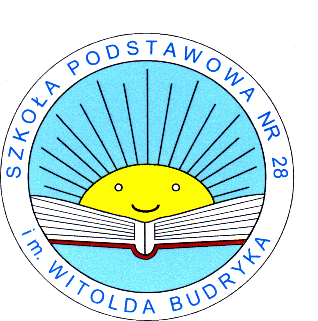 SZKOŁA PODSTAWOWA NR 28
im. WITOLDA BUDRYKA